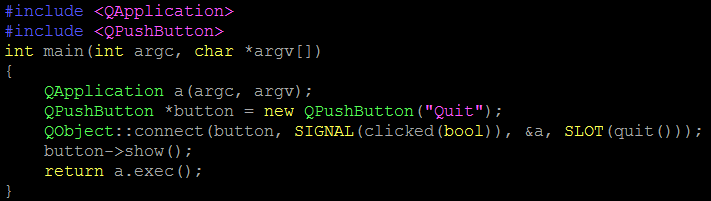 #include <QApplication>
#include <QPushButton>
int main(int argc, char *argv[])
{
    QApplication a(argc, argv);
    QPushButton *button = new QPushButton("Quit");
    QObject::connect(button, SIGNAL(clicked(bool)), &a, SLOT(quit()));
    button->show();
    return a.exec();
}